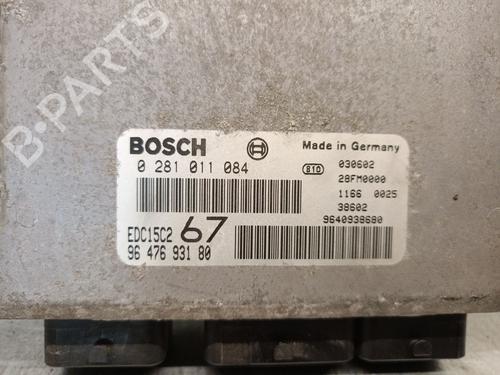 B-PARTS
BOSCH
Made in Germany
0 281 011 084
810
030602
28FM0000
1166 0025
38602
9640938680
EDC15C2
67
96 476 931 80